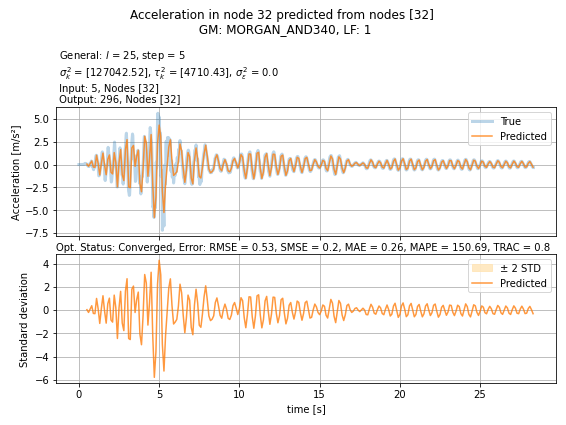 Acceleration in node 32 predicted from nodes [32]
GM: MORGAN_AND340, LF: 1
General: l = 25, step = 5
σ²ₖ = [127042.52], τ²ₖ = [4710.43], σ²ε = 0.0
Input: 5, Nodes [32]
Output: 296, Nodes [32]
Acceleration [m/s²]
5.0
2.5
0.0
−2.5
−5.0
−7.5
True
Predicted
Opt. Status: Converged, Error: RMSE = 0.53, SMSE = 0.2, MAE = 0.26, MAPE = 150.69, TRAC = 0.8
Standard deviation
4
2
0
−2
−4
−6
± 2 STD
Predicted
0 5 10 15 20 25
time [s]